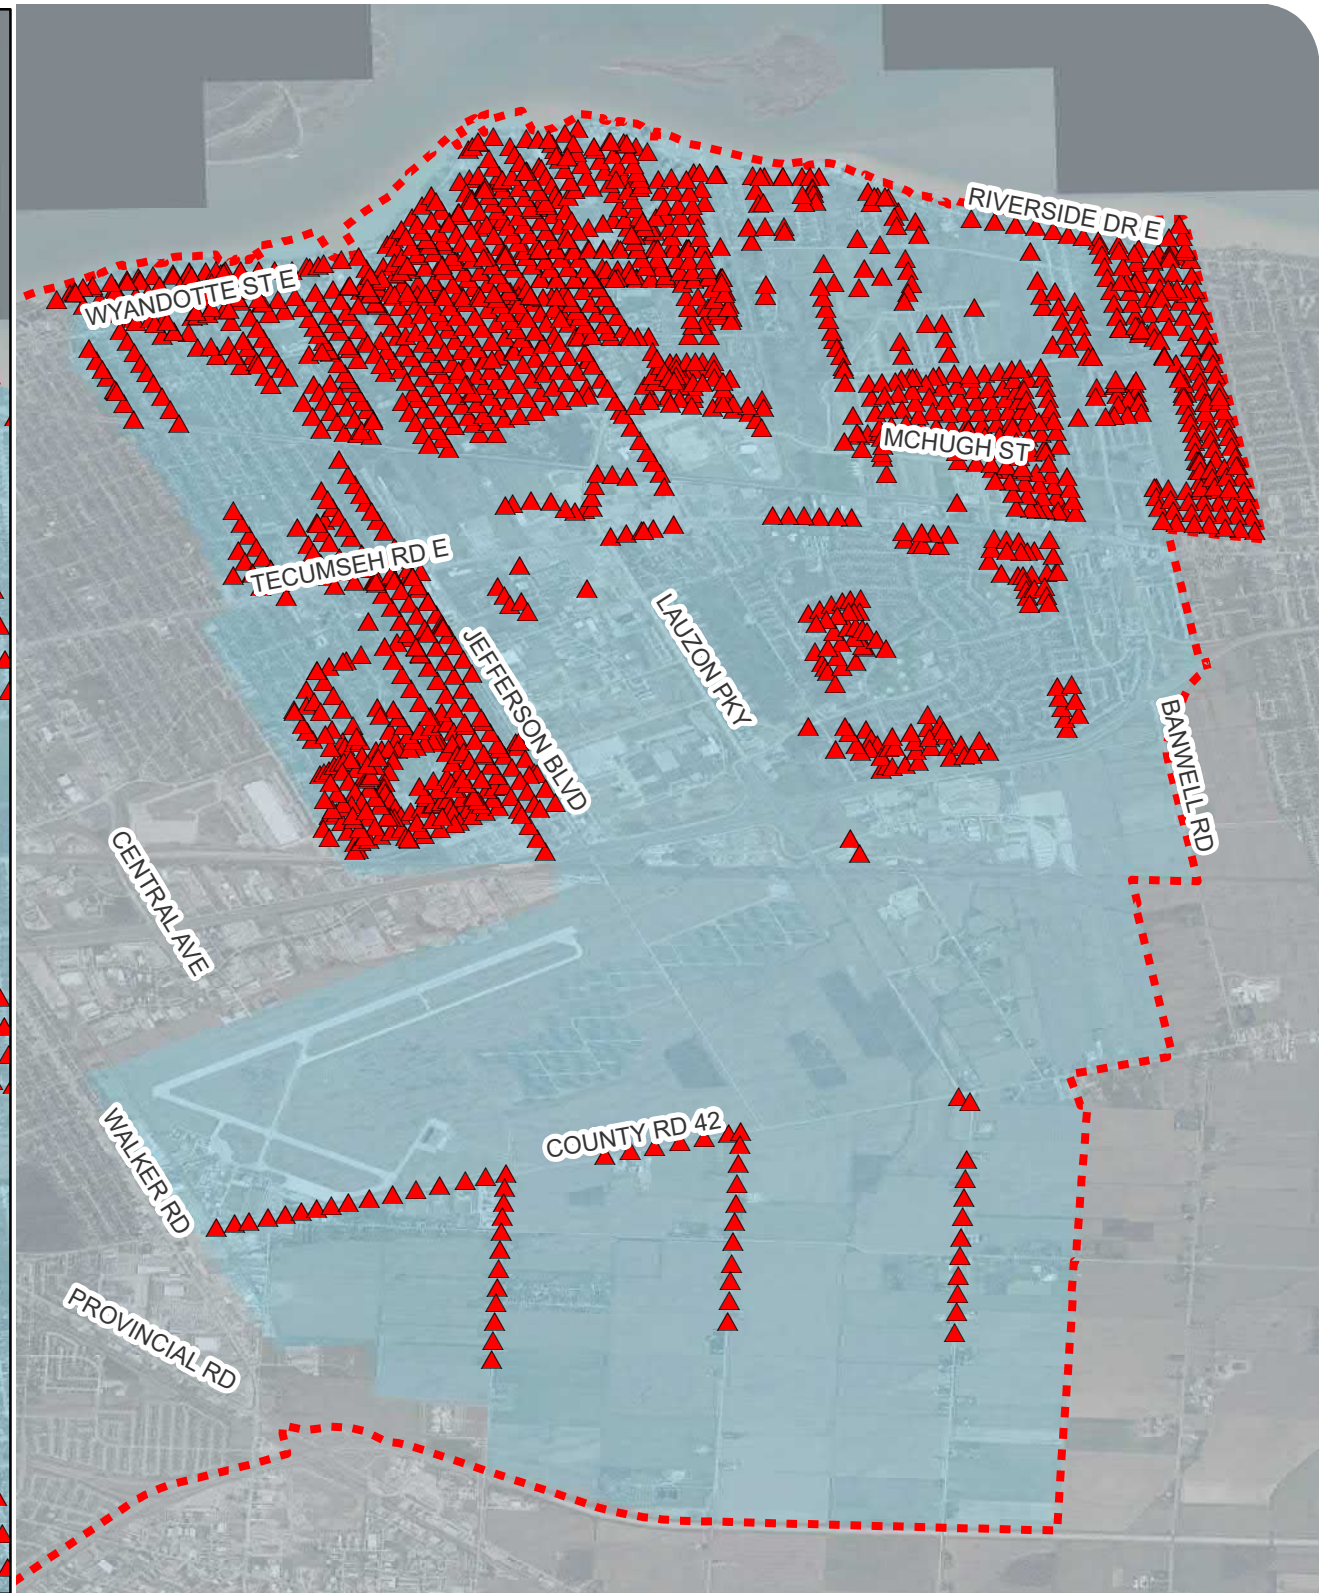 RIVERSIDE DR E
WYANDOTTE ST E
MCHUGH ST
TECUMSEH RD E
LAUZON PKY
JEFFERSON BLVD
BANWELL RD
CENTRAL AVE
COUNTY RD 42
WALKER RD
PROVINCIAL RD